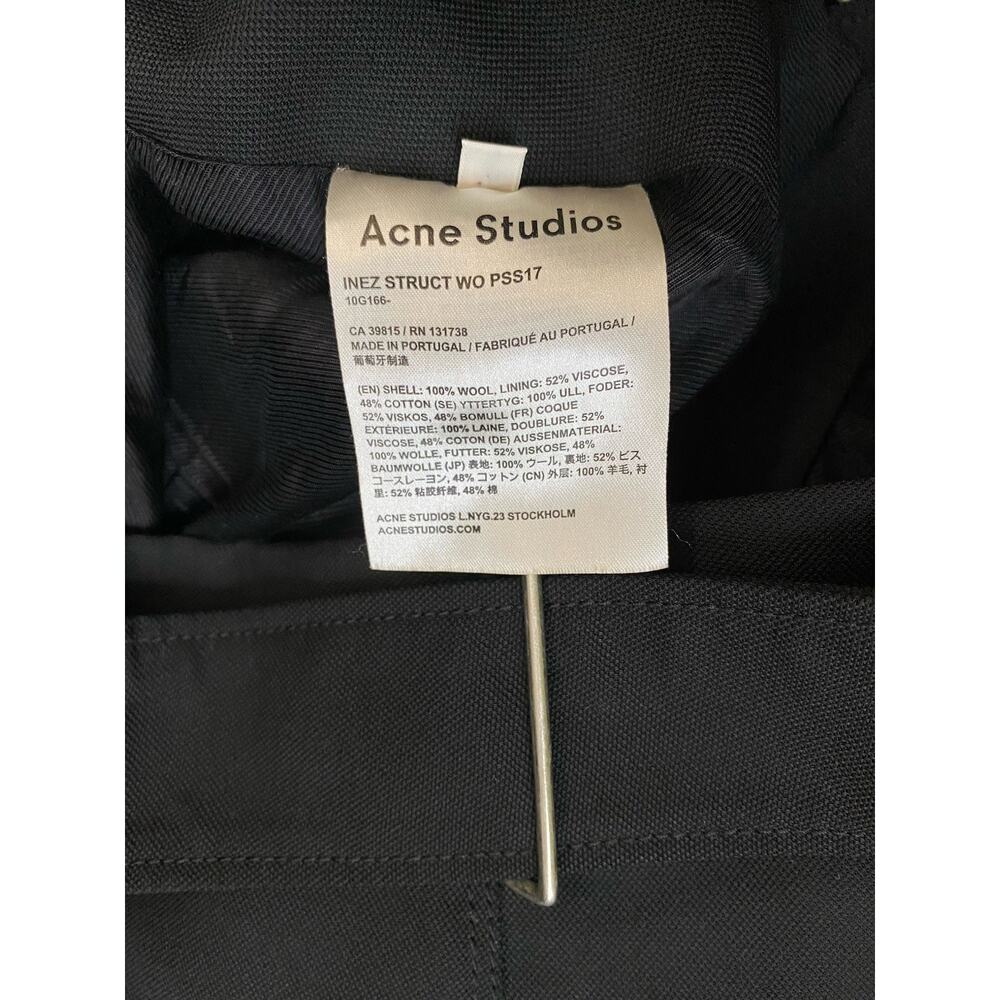 Acne Studios
INEZ STRUCT WO PSS17
10G166-
CA 39815 / RN 131738
MADE IN PORTUGAL / FABRIQUÉ AU PORTUGAL /
葡萄牙制造
(EN) SHELL: 100% WOOL, LINING: 52% VISCOSE,
48% COTTON (SE) YTTERTYG: 100% ULL, FODER:
52% VISKOS, 48% BOMULL (FR) COQUE
EXTÉRIEURE: 100% LAINE, DOUBLURE: 52%
VISCOSE, 48% COTON (DE) AUSSENMATERIAL:
100% WOLLE, FUTTER: 52% VISKOSE, 48%
BAUMWOLLE (JP) 表地: 100% ウール, 裏地: 52% ビス
コースレーヨン, 48% コットン (CN) 外层: 100% 羊毛, 衬
里: 52% 粘胶纤维, 48% 棉
ACNE STUDIOS L.NYG.23 STOCKHOLM
ACNESTUDIOS.COM